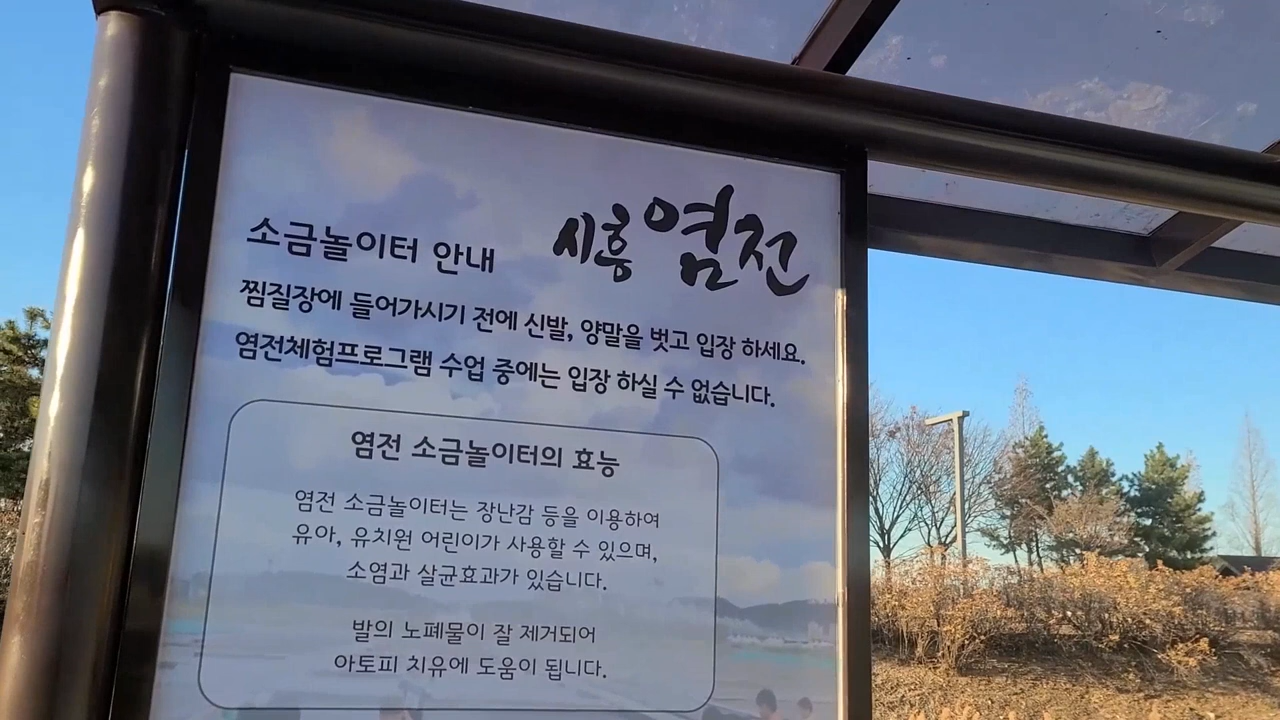 소금놀이터 안내
시흥 염전
찜질장에 들어가시기 전에 신발, 양말을 벗고 입장 하세요.
염전체험프로그램 수업 중에는 입장 하실 수 없습니다.
염전 소금놀이터의 효능
염전 소금놀이터는 장난감 등을 이용하여
유아, 유치원 어린이가 사용할 수 있으며,
소염과 살균효과가 있습니다.
발의 노폐물이 잘 제거되어
아토피 치유에 도움이 됩니다.